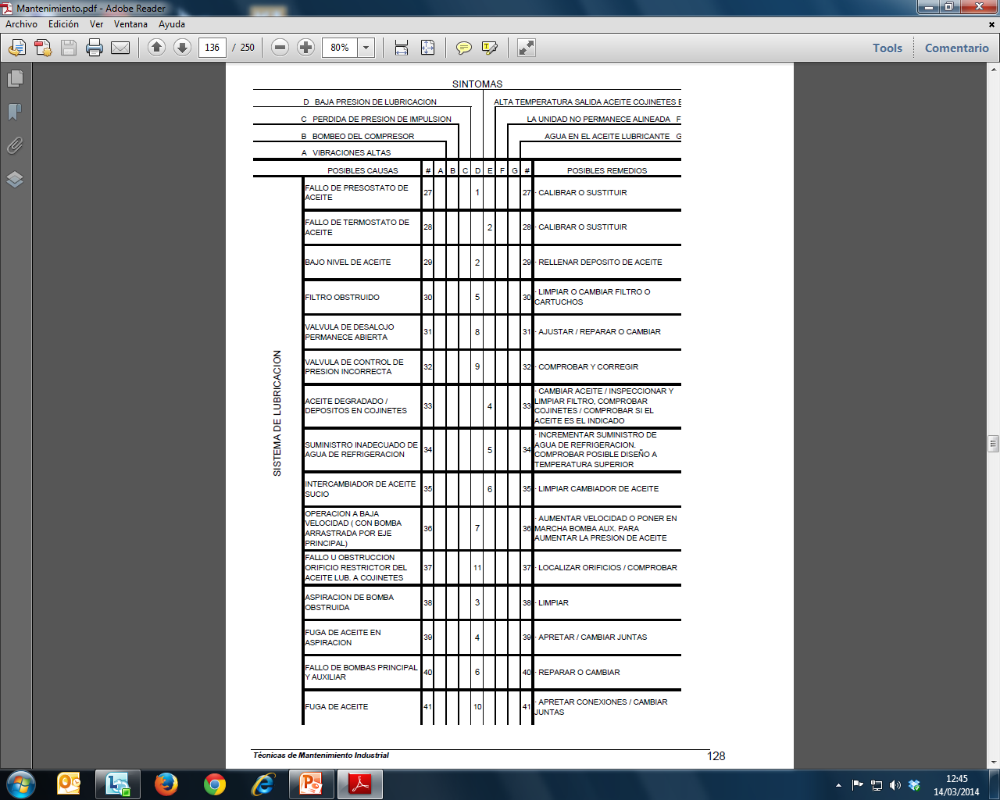 Mantenimiento.pdf - Adobe Reader
Archivo Edición Ver Ventana Ayuda
136 / 250 80% Tools Comentario
SINTOMAS
D BAJA PRESION DE LUBRICACION ALTA TEMPERATURA SALIDA ACEITE COJINETES E
C PERDIDA DE PRESION DE IMPULSION LA UNIDAD NO PERMANECE ALINEADA F
B BOMBEO DEL COMPRESOR AGUA EN EL ACEITE LUBRICANTE G
A VIBRACIONES ALTAS
POSIBLES CAUSAS # A B C D E F G # POSIBLES REMEDIOS
SISTEMA DE LUBRICACION
FALLO DE PRESOSTATO DE
ACEITE
27 1 27 · CALIBRAR O SUSTITUIR
FALLO DE TERMOSTATO DE
ACEITE
28 2 28 · CALIBRAR O SUSTITUIR
BAJO NIVEL DE ACEITE 29 2 29 · RELLENAR DEPOSITO DE ACEITE
FILTRO OBSTRUIDO 30 5 30 · LIMPIAR O CAMBIAR FILTRO O
CARTUCHOS
VALVULA DE DESALOJO
PERMANECE ABIERTA
31 8 31 · AJUSTAR / REPARAR O CAMBIAR
VALVULA DE CONTROL DE
PRESION INCORRECTA
32 9 32 · COMPROBAR Y CORREGIR
ACEITE DEGRADADO /
DEPOSITOS EN COJINETES
33 4 33 · CAMBIAR ACEITE / INSPECCIONAR Y
LIMPIAR FILTRO, COMPROBAR
COJINETES / COMPROBAR SI EL
ACEITE ES EL INDICADO
SUMINISTRO INADECUADO DE
AGUA DE REFRIGERACION
34 5 34 · INCREMENTAR SUMINISTRO DE
AGUA DE REFRIGERACION.
COMPROBAR POSIBLE DISEÑO A
TEMPERATURA SUPERIOR
INTERCAMBIADOR DE ACEITE
SUCIO
35 6 35 · LIMPIAR CAMBIADOR DE ACEITE
OPERACION A BAJA
VELOCIDAD ( CON BOMBA
ARRASTRADA POR EJE
PRINCIPAL)
36 7 36 · AUMENTAR VELOCIDAD O PONER EN
MARCHA BOMBA AUX. PARA
AUMENTAR LA PRESION DE ACEITE
FALLO U OBSTRUCCION
ORIFICIO RESTRICTOR DEL
ACEITE LUB. A COJINETES
37 11 37 · LOCALIZAR ORIFICIOS / COMPROBAR
ASPIRACION DE BOMBA
OBSTRUIDA
38 3 38 · LIMPIAR
FUGA DE ACEITE EN
ASPIRACION
39 4 39 · APRETAR / CAMBIAR JUNTAS
FALLO DE BOMBAS PRINCIPAL
Y AUXILIAR
40 6 40 · REPARAR O CAMBIAR
FUGA DE ACEITE 41 10 41 · APRETAR CONEXIONES / CAMBIAR
JUNTAS
Técnicas de Mantenimiento Industrial 128
12:45
14/03/2014